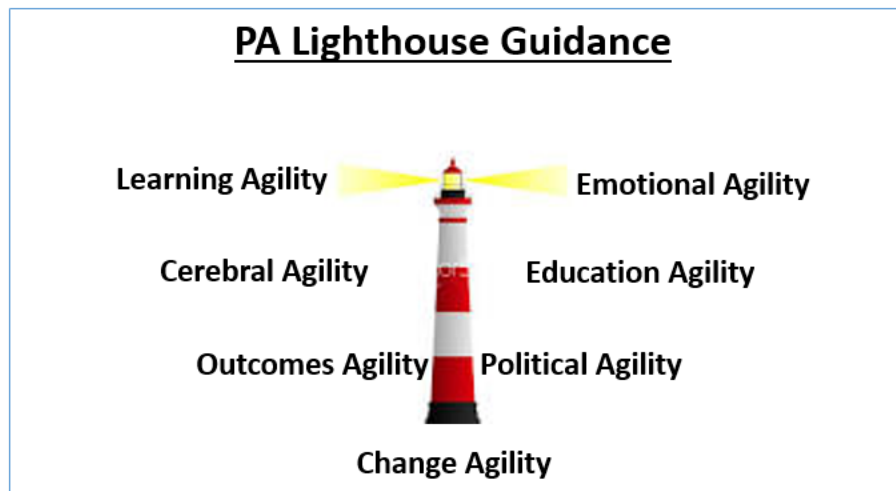 PA Lighthouse Guidance
Learning Agility
Emotional Agility
Cerebral Agility
Education Agility
Outcomes Agility
Political Agility
Change Agility